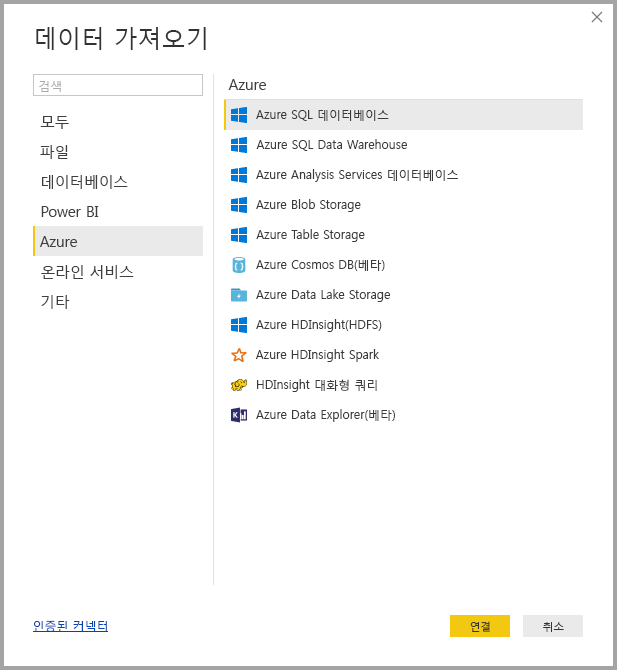 데이터 가져오기
검색
모두
파일
데이터베이스
Power BI
Azure
온라인 서비스
기타
Azure
Azure SQL 데이터베이스
Azure SQL Data Warehouse
Azure Analysis Services 데이터베이스
Azure Blob Storage
Azure Table Storage
Azure Cosmos DB(베타)
Azure Data Lake Storage
Azure HDInsight(HDFS)
Azure HDInsight Spark
HDInsight 대화형 쿼리
Azure Data Explorer(베타)
인증된 커넥터
연결
취소